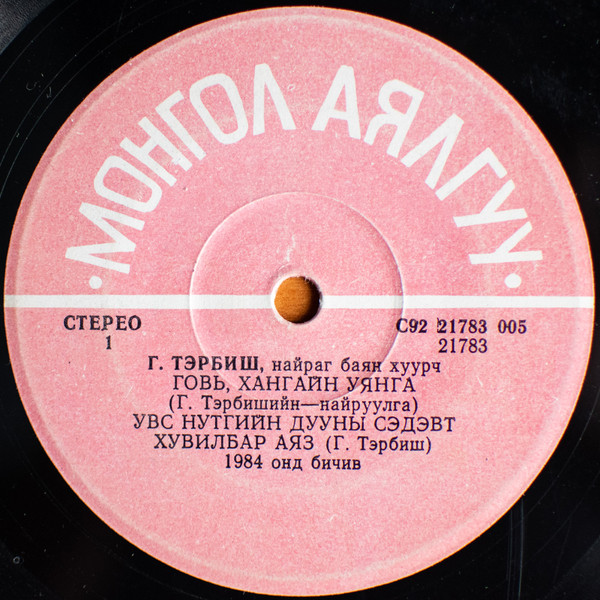 · МОНГОЛ АЯЛГУУ ·
СТЕРЕО
1
С92 21783 005
21783
Г. ТЭРБИШ, найраг баян хуурч
ГОВЬ, ХАНГАЙН УЯНГА
(Г. Тэрбишийн—найруулга)
УВС НУТГИЙН ДУУНЫ СЭДЭВТ
ХУВИЛБАР АЯЗ (Г. Тэрбиш)
1984 онд бичив